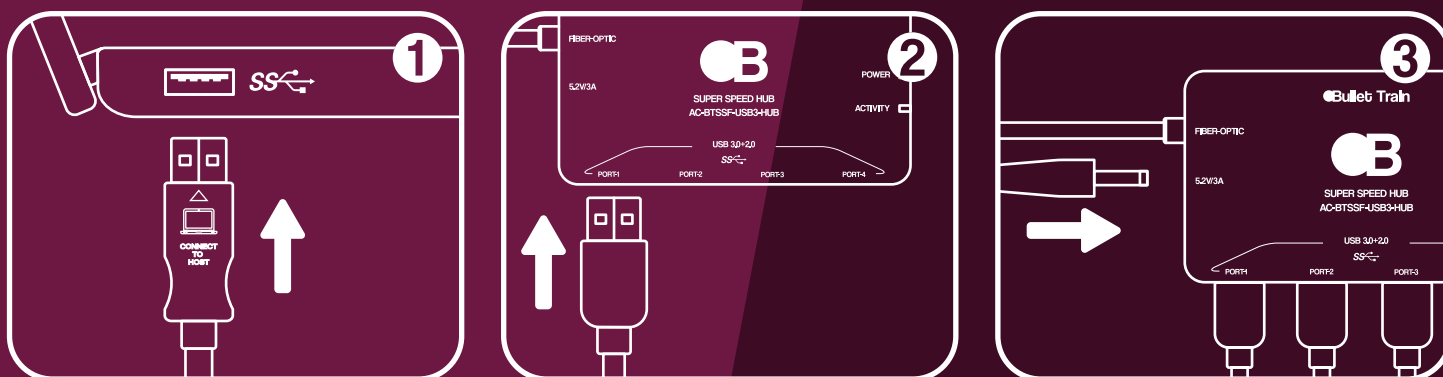 1
SS
CONNECT
TO
HOST
2
FIBER-OPTIC
5.2V/3A
B
POWER
SUPER SPEED HUB
AC-BTSSF-USB3-HUB
ACTIVITY
USB 3.0+2.0
SS
PORT-1 PORT-2 PORT-3 PORT-4
3
Bullet Train
FIBER-OPTIC
B
5.2V/3A
SUPER SPEED HUB
AC-BTSSF-USB3-HUB
USB 3.0+2.0
SS
PORT-1 PORT-2 PORT-3